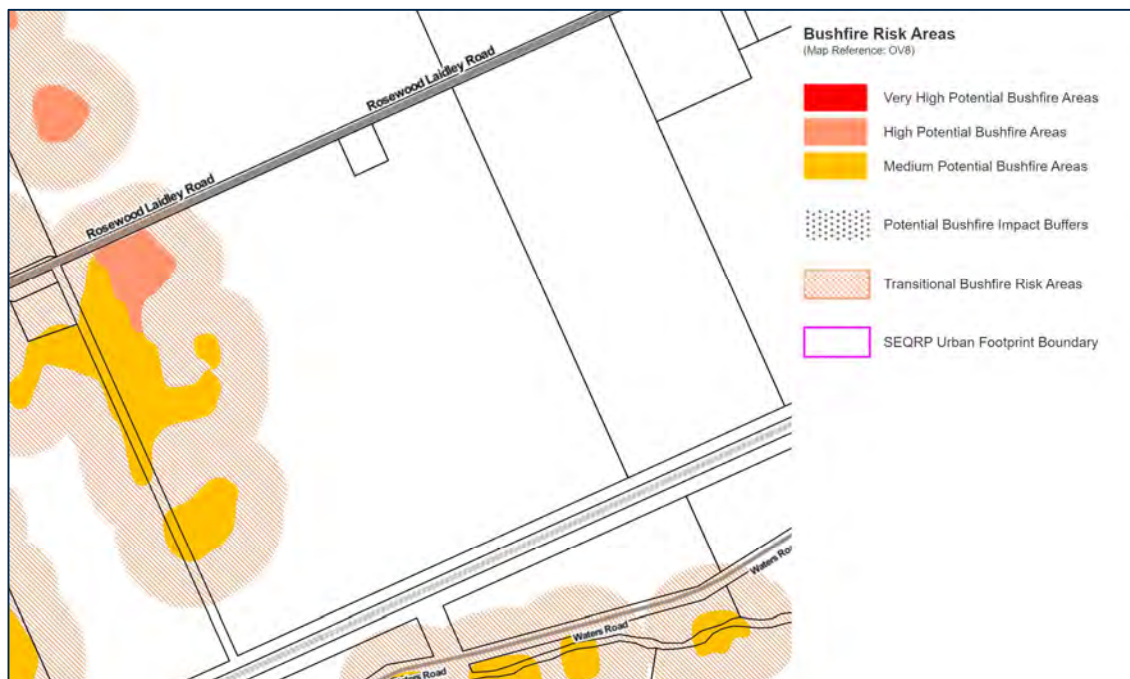 Bushfire Risk Areas
(Map Reference: OV8)
Very High Potential Bushfire Areas
High Potential Bushfire Areas
Medium Potential Bushfire Areas
Potential Bushfire Impact Buffers
Transitional Bushfire Risk Areas
SEQRP Urban Footprint Boundary
Rosewood Laidley Road
Rosewood Laidley Road
Waters Roa
Waters Road
aters Road